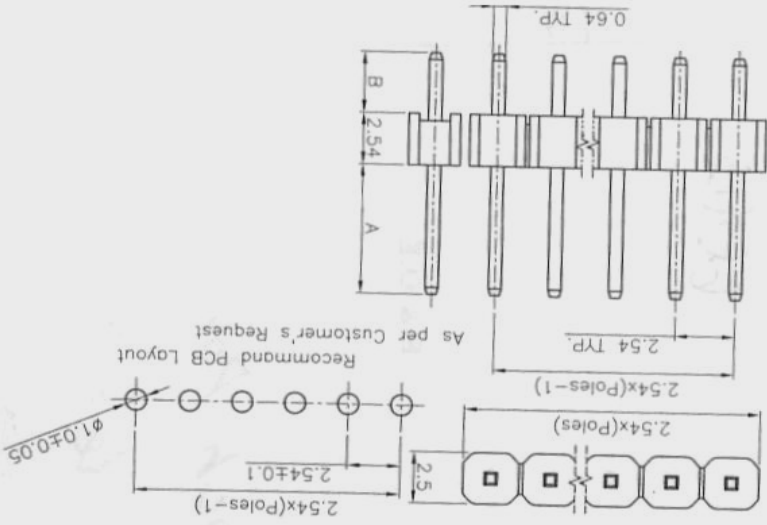 2.54x(Poles-1)
2.54±0.1
ø1.0±0.05
Recommand PCB Layout
As per Customer's Request
2.5
2.54x(Poles)
2.54x(Poles-1)
2.54 TYP.
A
2.54
B
0.64 TYP.